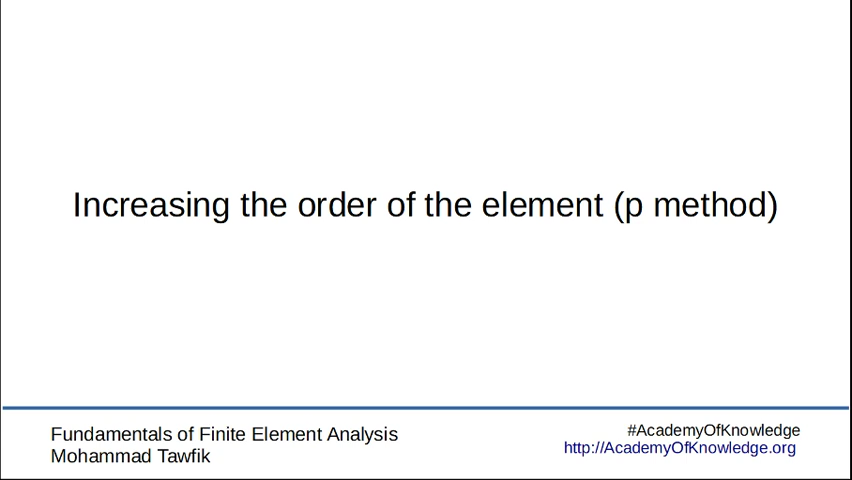 Increasing the order of the element (p method)
Fundamentals of Finite Element Analysis
Mohammad Tawfik
#AcademyOfKnowledge
http://AcademyOfKnowledge.org